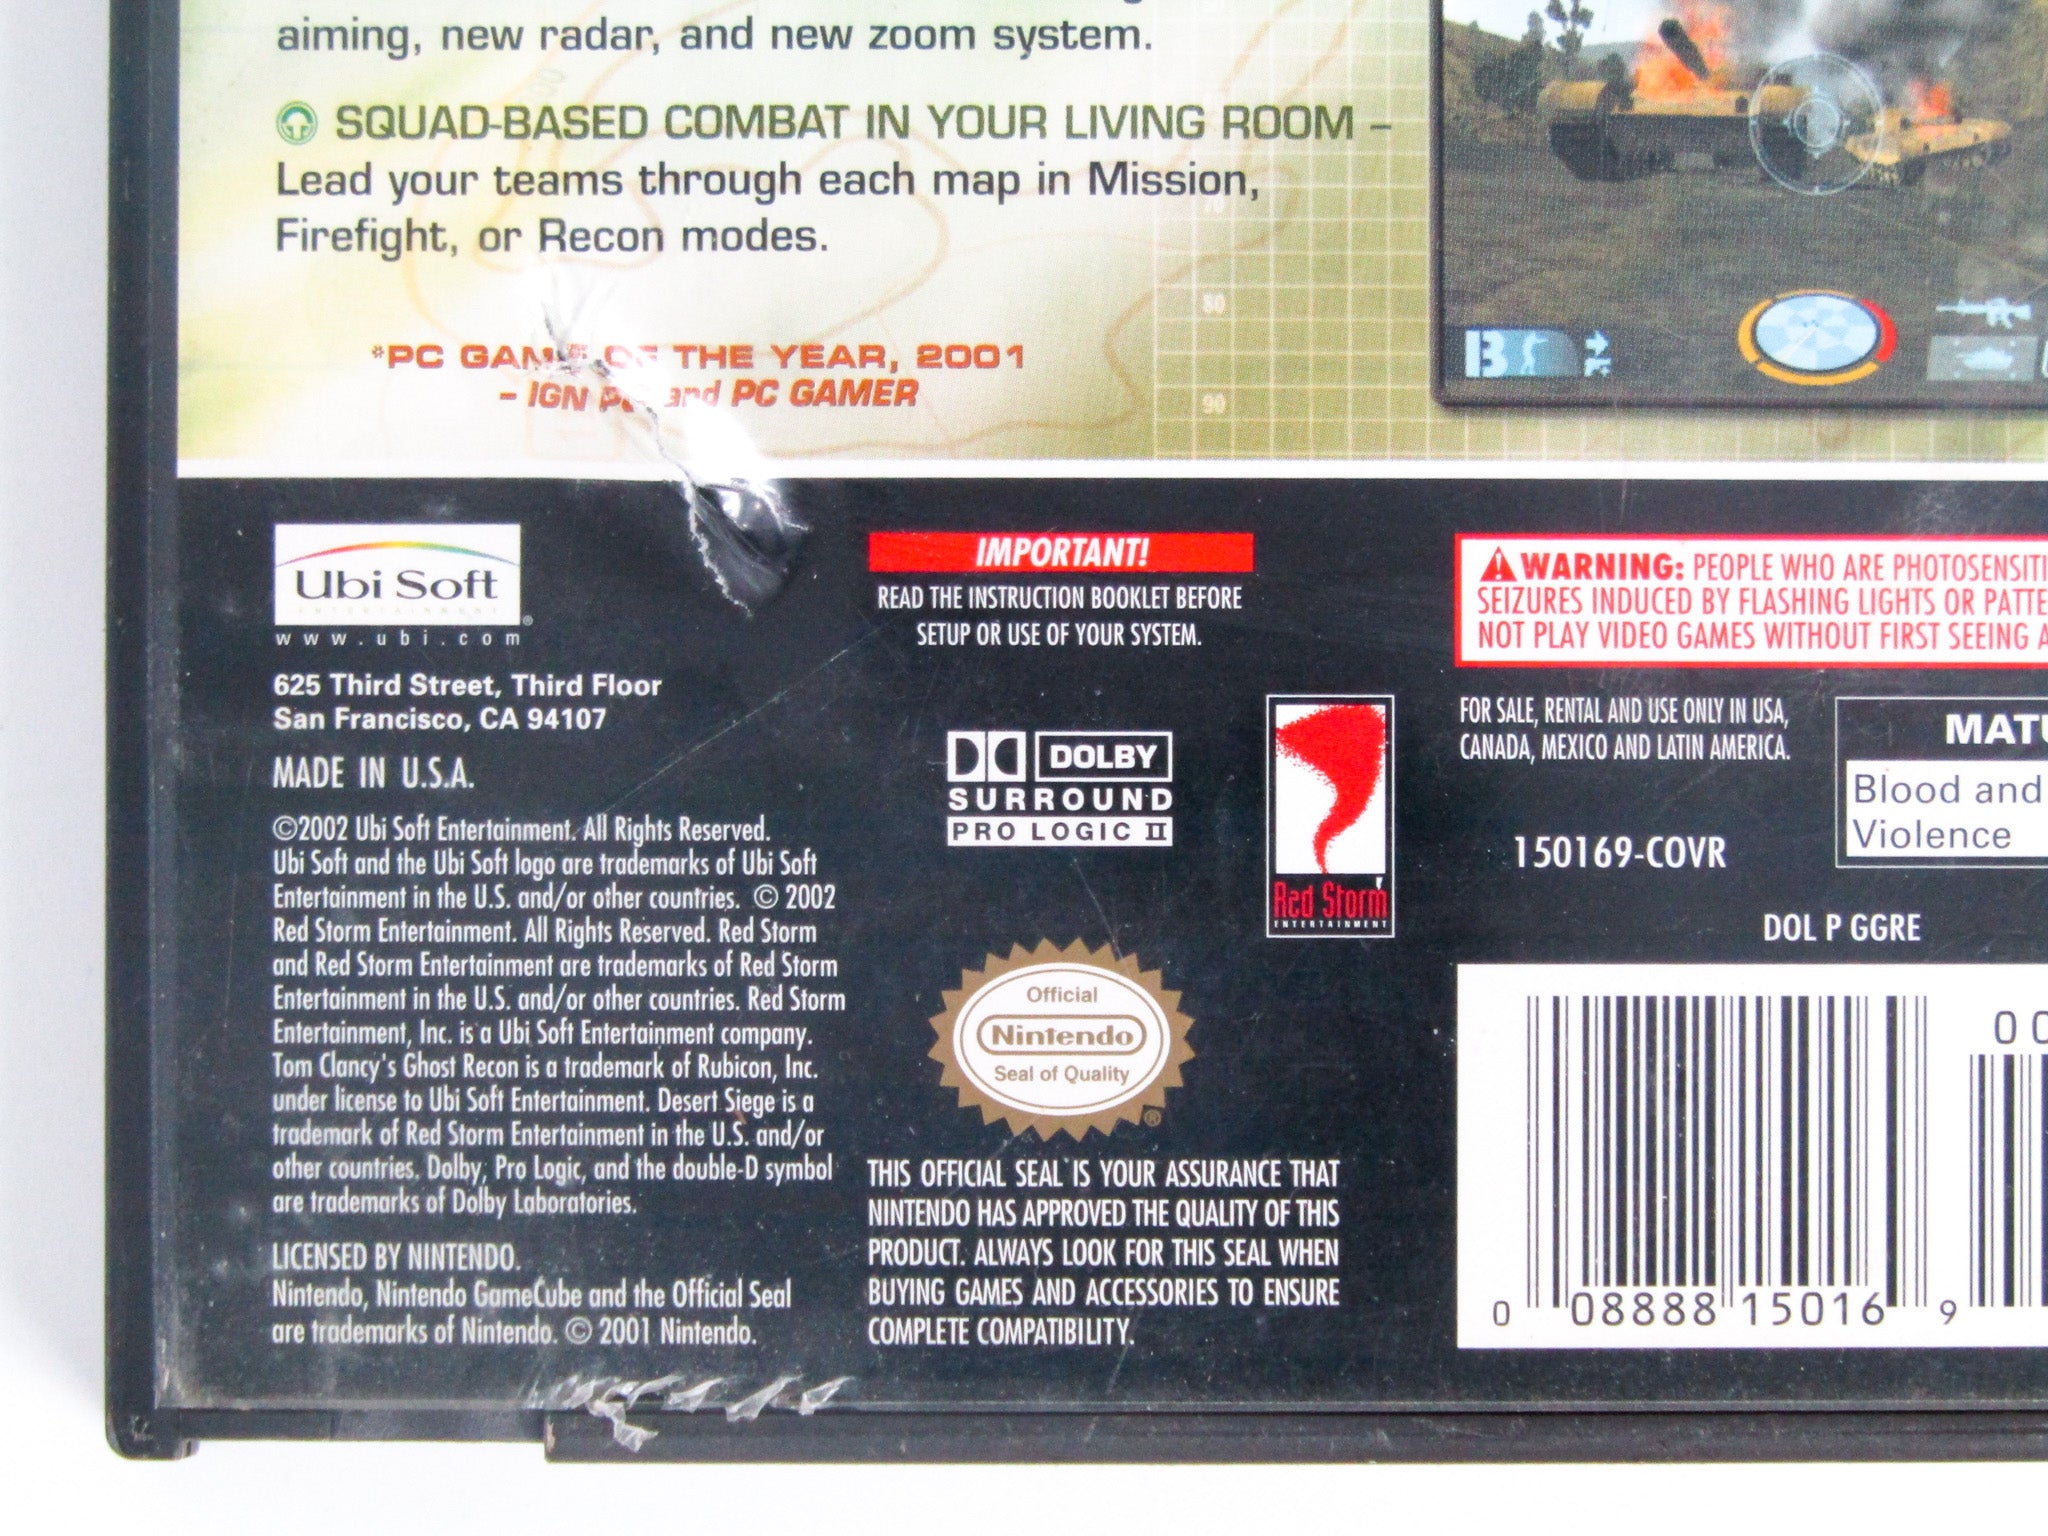 aiming, new radar, and new zoom system.
SQUAD-BASED COMBAT IN YOUR LIVING ROOM –
Lead your teams through each map in Mission,
Firefight, or Recon modes.
80
90
*PC GAME OF THE YEAR, 2001
– IGN PC and PC GAMER
B
Ubi Soft
ENTERTAINMENT
®
www.ubi.com
625 Third Street, Third Floor
San Francisco, CA 94107
MADE IN U.S.A.
©2002 Ubi Soft Entertainment. All Rights Reserved.
Ubi Soft and the Ubi Soft logo are trademarks of Ubi Soft
Entertainment in the U.S. and/or other countries. © 2002
Red Storm Entertainment. All Rights Reserved. Red Storm
and Red Storm Entertainment are trademarks of Red Storm
Entertainment in the U.S. and/or other countries. Red Storm
Entertainment, Inc. is a Ubi Soft Entertainment company.
Tom Clancy's Ghost Recon is a trademark of Rubicon, Inc.
under license to Ubi Soft Entertainment. Desert Siege is a
trademark of Red Storm Entertainment in the U.S. and/or
other countries. Dolby, Pro Logic, and the double-D symbol
are trademarks of Dolby Laboratories.
LICENSED BY NINTENDO.
Nintendo, Nintendo GameCube and the Official Seal
are trademarks of Nintendo. © 2001 Nintendo.
IMPORTANT!
READ THE INSTRUCTION BOOKLET BEFORE
SETUP OR USE OF YOUR SYSTEM.
DOLBY
SURROUND
PRO LOGIC II
Red Storm
ENTERTAINMENT
Official
Nintendo
Seal of Quality
®
THIS OFFICIAL SEAL IS YOUR ASSURANCE THAT
NINTENDO HAS APPROVED THE QUALITY OF THIS
PRODUCT. ALWAYS LOOK FOR THIS SEAL WHEN
BUYING GAMES AND ACCESSORIES TO ENSURE
COMPLETE COMPATIBILITY.
WARNING: PEOPLE WHO ARE PHOTOSENSITI
SEIZURES INDUCED BY FLASHING LIGHTS OR PATTE
NOT PLAY VIDEO GAMES WITHOUT FIRST SEEING A
FOR SALE, RENTAL AND USE ONLY IN USA,
CANADA, MEXICO AND LATIN AMERICA.
MATU
Blood and
Violence
150169-COVR
DOL P GGRE
00
0 08888 15016 9